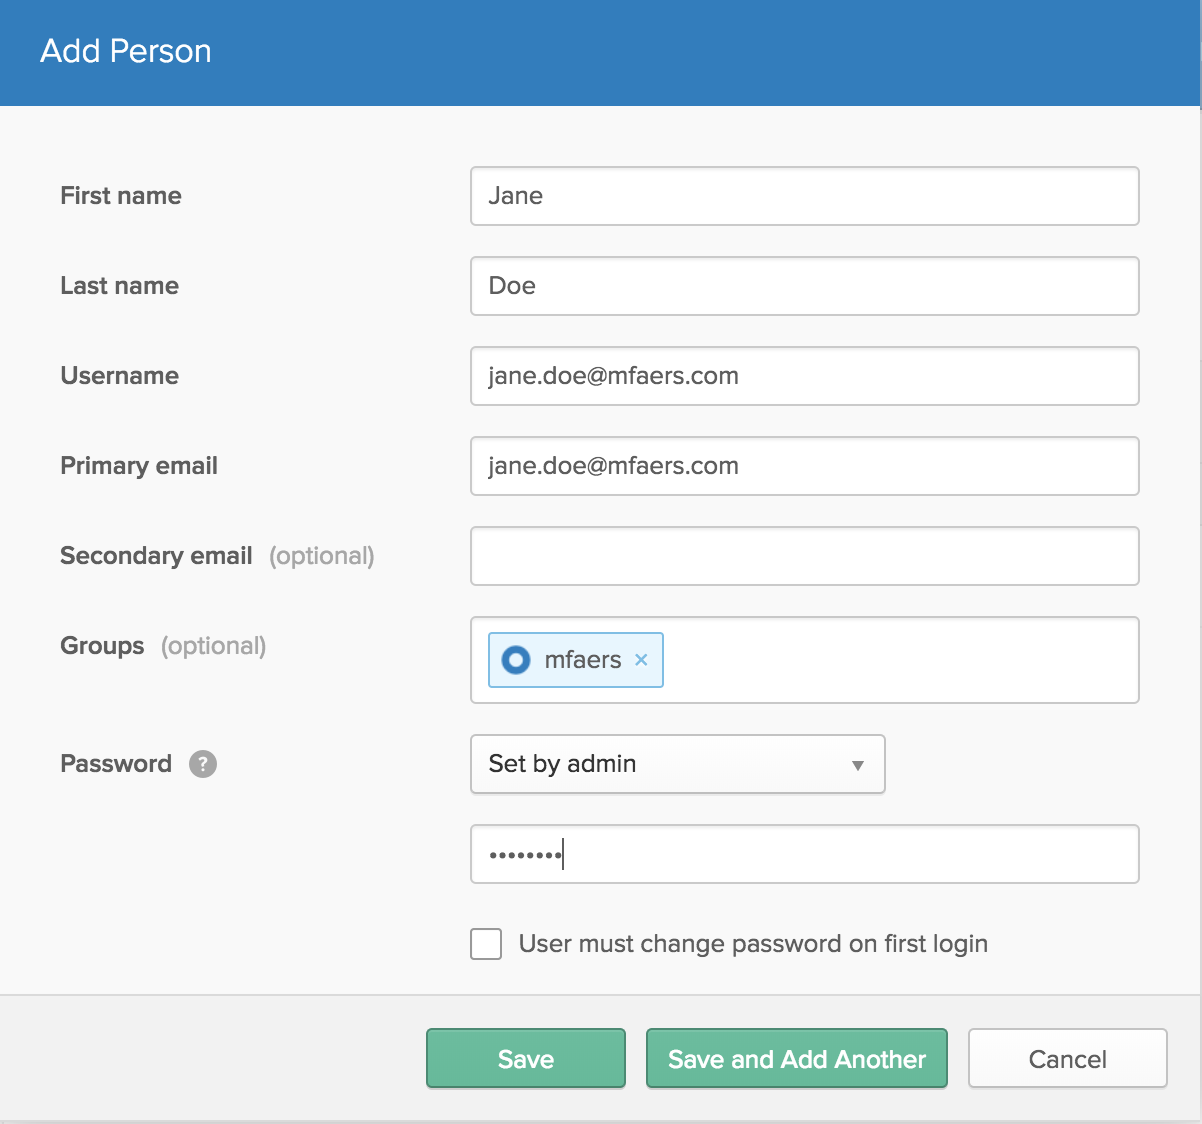 Add Person
First name
Jane
Last name
Doe
Username
jane.doe@mfaers.com
Primary email
jane.doe@mfaers.com
Secondary email (optional)
Groups (optional)
mfaers ×
Password ?
Set by admin ▼
••••••••
User must change password on first login
Save
Save and Add Another
Cancel